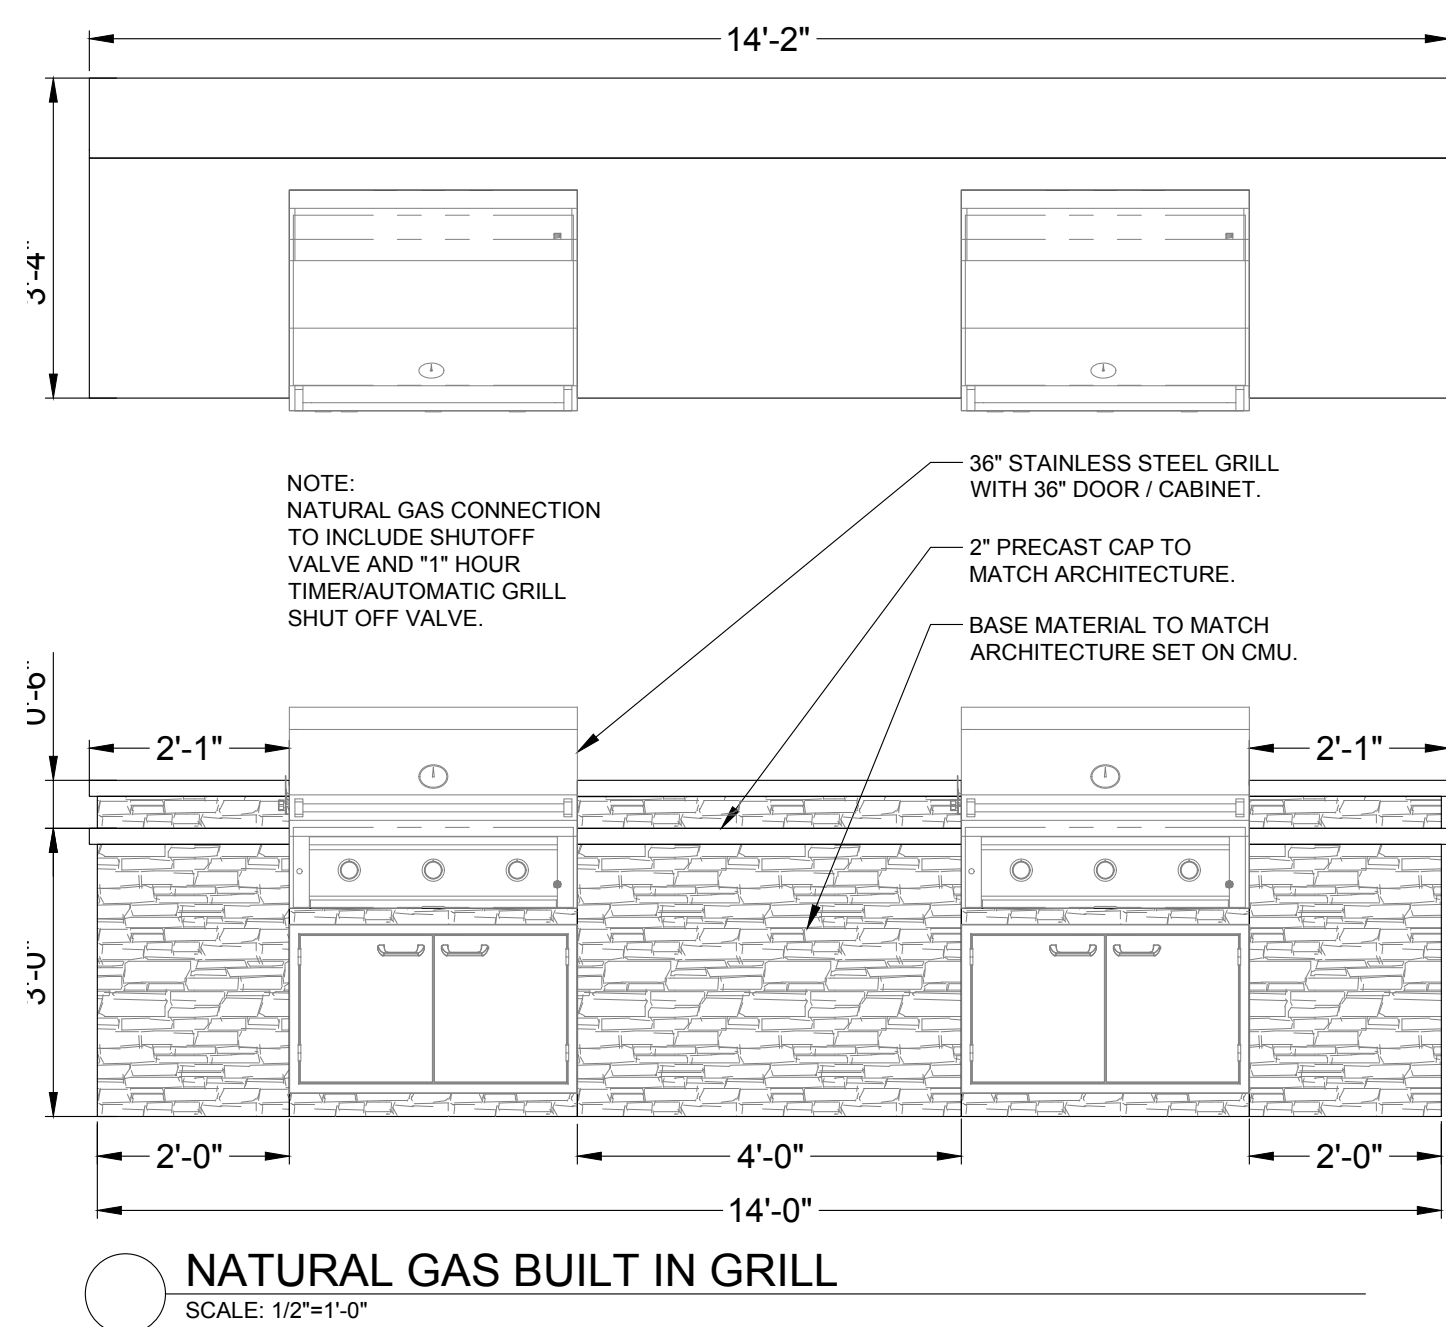 14'-2"
3'-4"
NOTE:
NATURAL GAS CONNECTION
TO INCLUDE SHUTOFF
VALVE AND "1" HOUR
TIMER/AUTOMATIC GRILL
SHUT OFF VALVE.
36" STAINLESS STEEL GRILL
WITH 36" DOOR / CABINET.
2" PRECAST CAP TO
MATCH ARCHITECTURE.
BASE MATERIAL TO MATCH
ARCHITECTURE SET ON CMU.
0'-6"
2'-1"
2'-1"
3'-0"
2'-0"
4'-0"
2'-0"
14'-0"
NATURAL GAS BUILT IN GRILL
SCALE: 1/2"=1'-0"